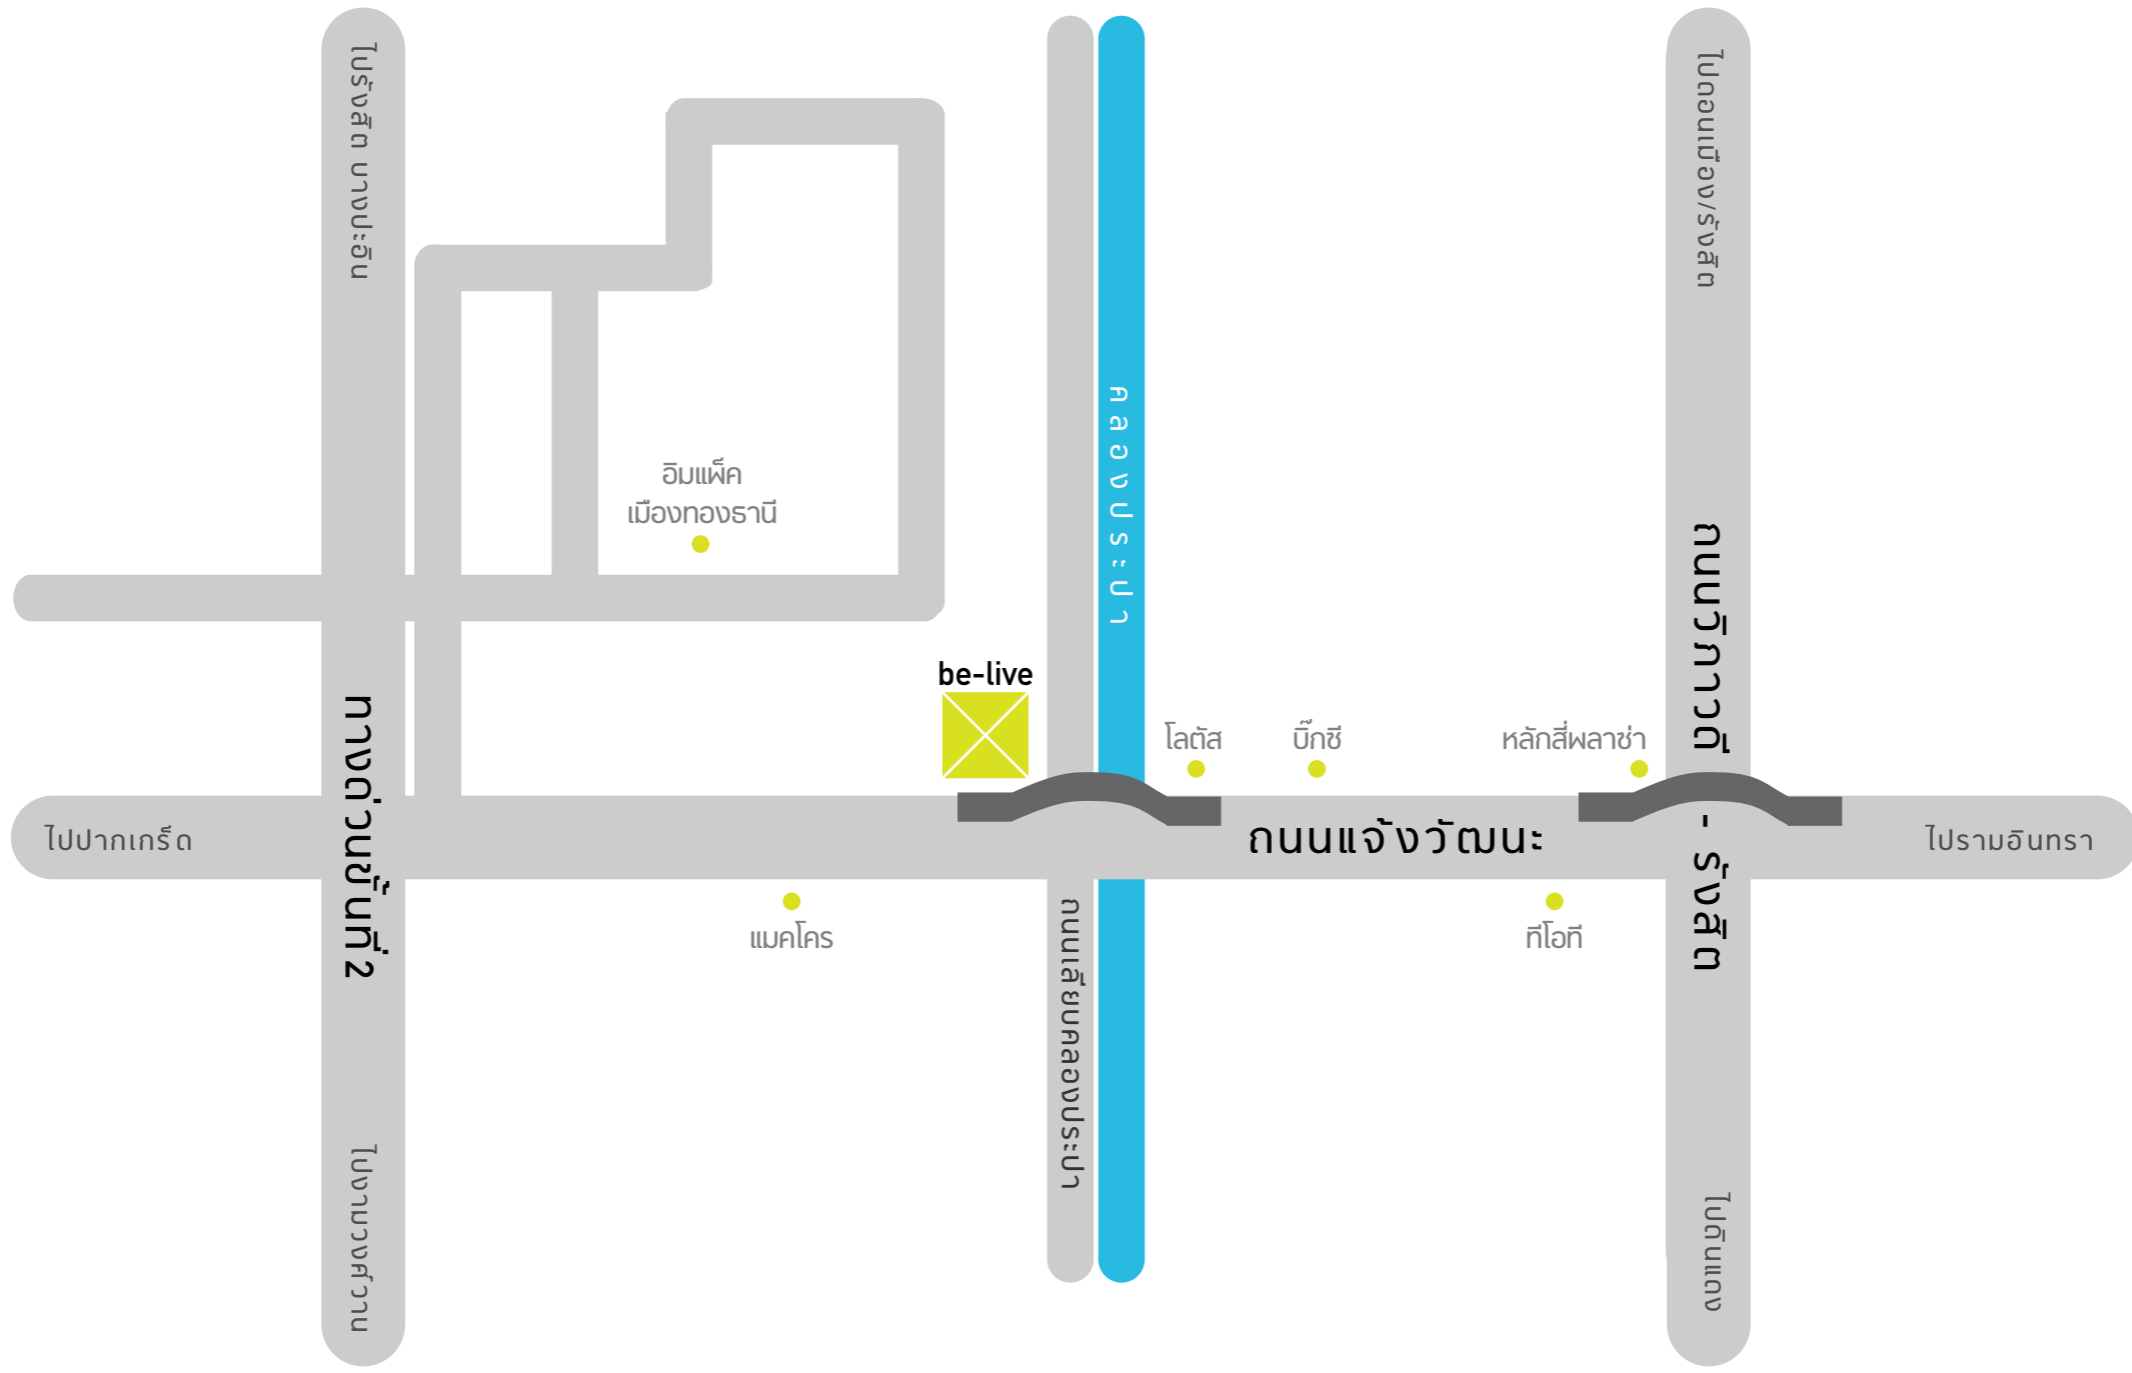 ไปรังสิต บางปะอิน
ไปดอนเมือง/รังสิต
คลองประปา
อิมแพ็ค
เมืองทองธานี
ถนนวิภาวดี - รังสิต
be-live
ทางด่วนขั้นที่2
โลตัส
บิ๊กซี
หลักสี่พลาซ่า
ไปปากเกร็ด
ถนนแจ้งวัฒนะ
ไปรามอินทรา
แมคโคร
ถนนเลียบคลองประปา
ทีโอที
ไปงามวงศ์วาน
ไปดินแดง